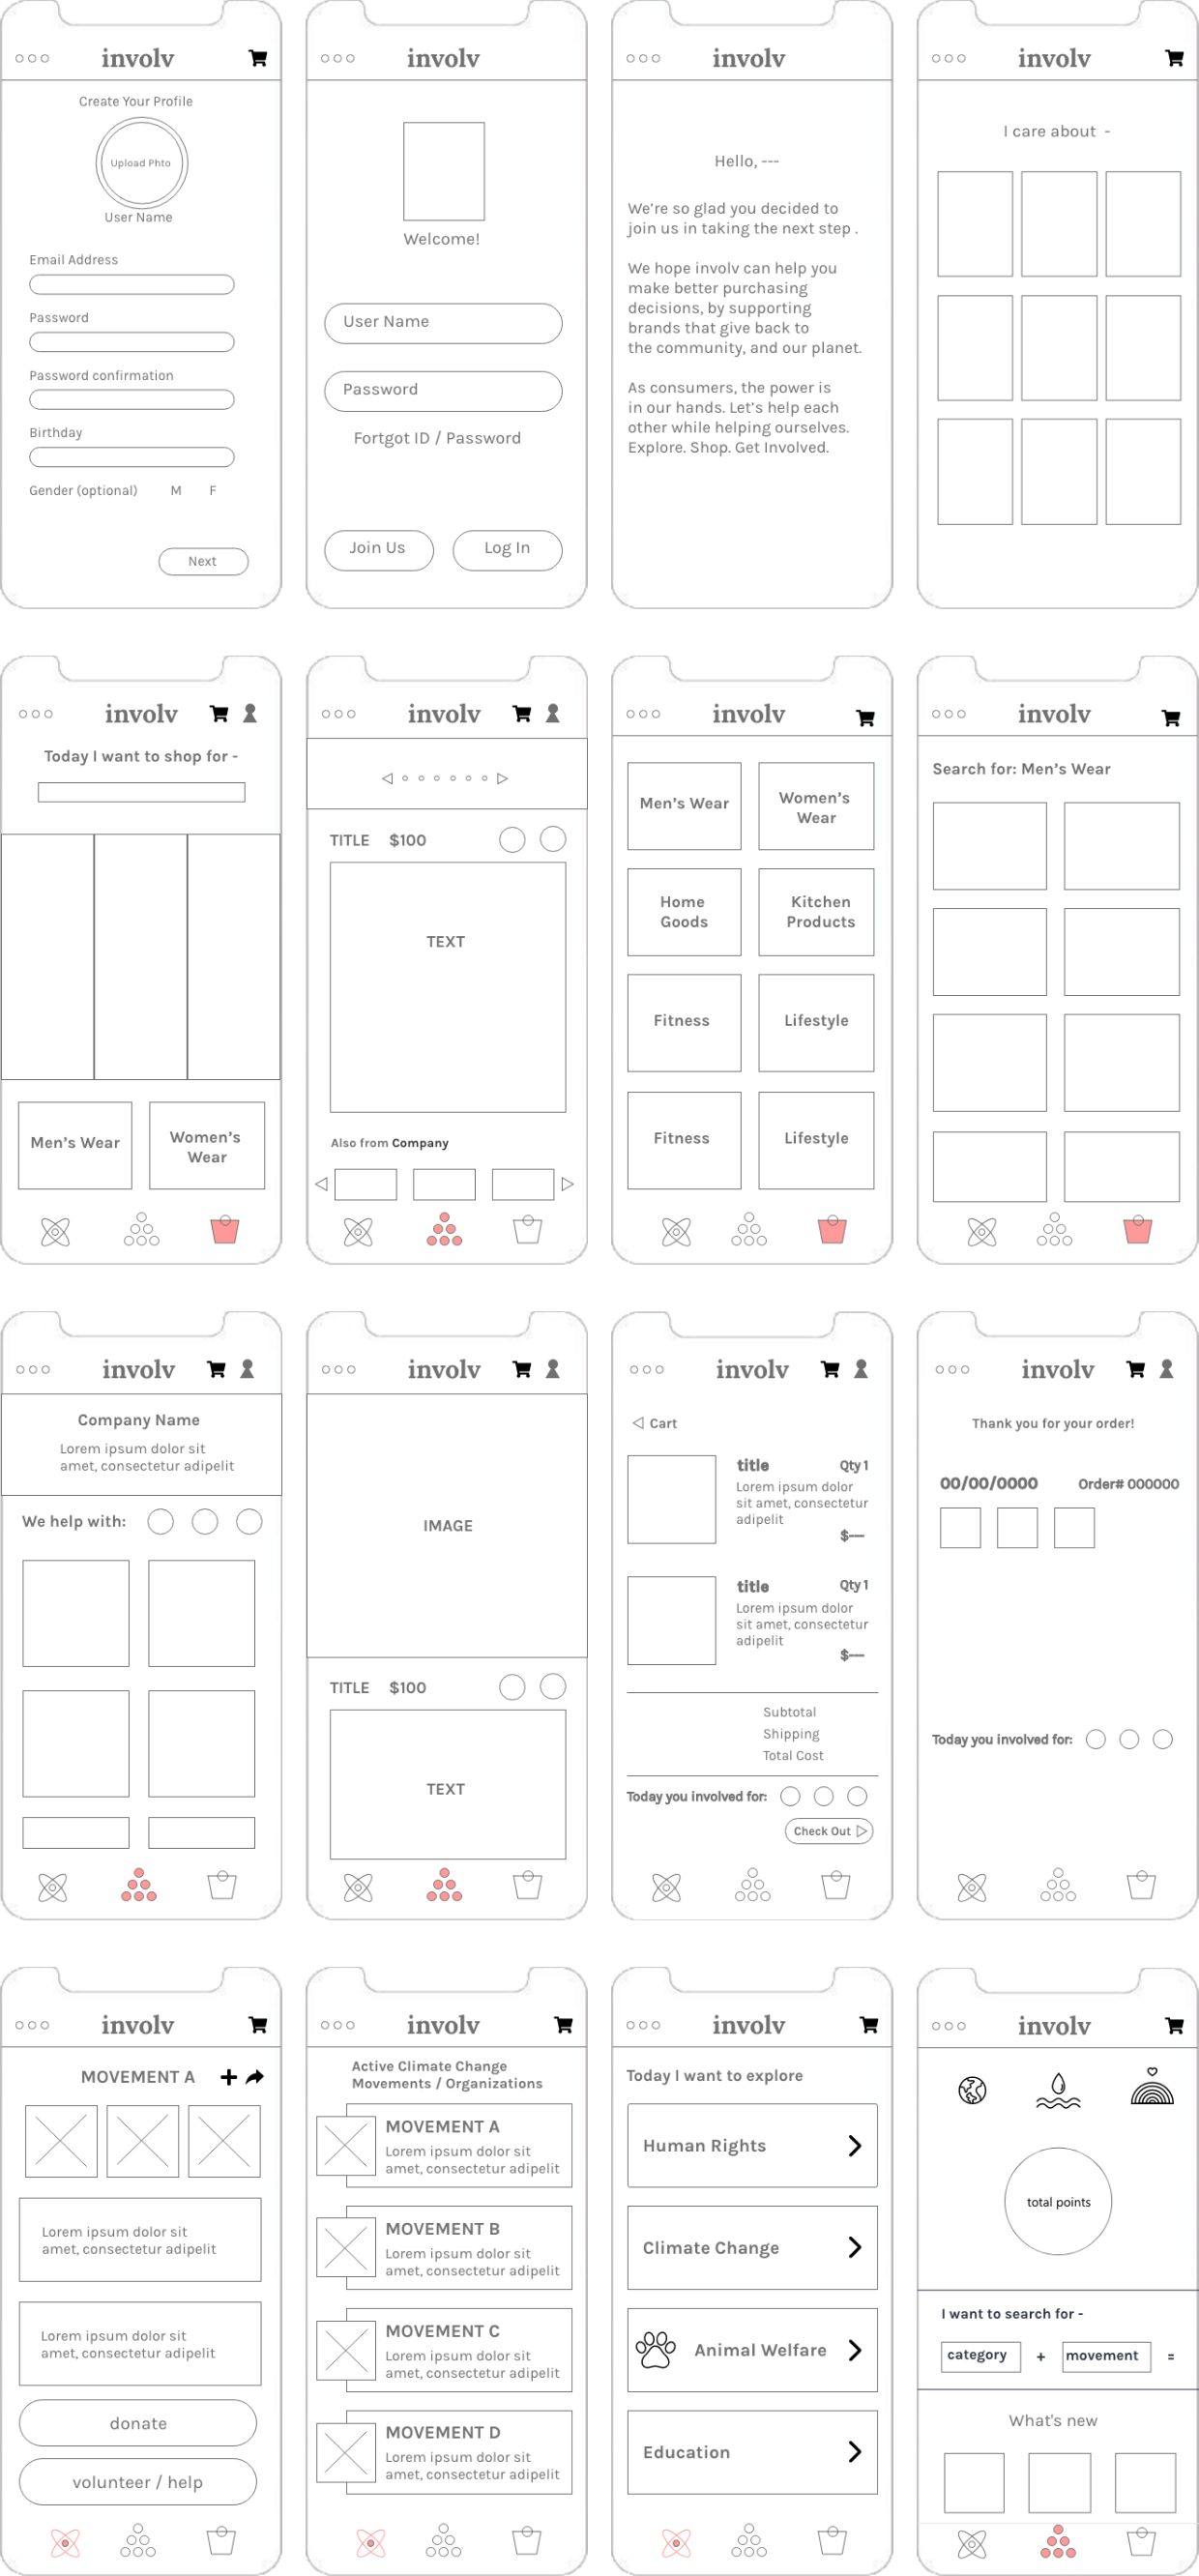 involv
Create Your Profile
Upload Phto
User Name
Email Address
Password
Password confirmation
Birthday
Gender (optional) M F
Next
involv
Welcome!
User Name
Password
Fortgot ID / Password
Join Us Log In
involv
Hello, ---
We're so glad you decided to
join us in taking the next step .
We hope involv can help you
make better purchasing
decisions, by supporting
brands that give back to
the community, and our planet.
As consumers, the power is
in our hands. Let's help each
other while helping ourselves.
Explore. Shop. Get Involved.
involv
I care about -
involv
Today I want to shop for -
Men's Wear
Women's
Wear
involv
TITLE $100
TEXT
Also from Company
involv
Men's Wear
Women's
Wear
Home
Goods
Kitchen
Products
Fitness
Lifestyle
Fitness
Lifestyle
involv
Search for: Men's Wear
involv
Company Name
Lorem ipsum dolor sit
amet, consectetur adipelit
We help with:
involv
IMAGE
TITLE $100
TEXT
involv
Cart
title Qty 1
Lorem ipsum dolor
sit amet, consectetur
adipelit
$---
title Qty 1
Lorem ipsum dolor
sit amet, consectetur
adipelit
$---
Subtotal
Shipping
Total Cost
Today you involved for:
Check Out
involv
Thank you for your order!
00/00/0000 Order# 000000
Today you involved for:
involv
MOVEMENT A
Lorem ipsum dolor sit
amet, consectetur adipelit
Lorem ipsum dolor sit
amet, consectetur adipelit
donate
volunteer / help
involv
Active Climate Change
Movements / Organizations
MOVEMENT A
Lorem ipsum dolor sit
amet, consectetur adipelit
MOVEMENT B
Lorem ipsum dolor sit
amet, consectetur adipelit
MOVEMENT C
Lorem ipsum dolor sit
amet, consectetur adipelit
MOVEMENT D
Lorem ipsum dolor sit
amet, consectetur adipelit
involv
Today I want to explore
Human Rights
Climate Change
Animal Welfare
Education
involv
total points
I want to search for -
category + movement =
What's new